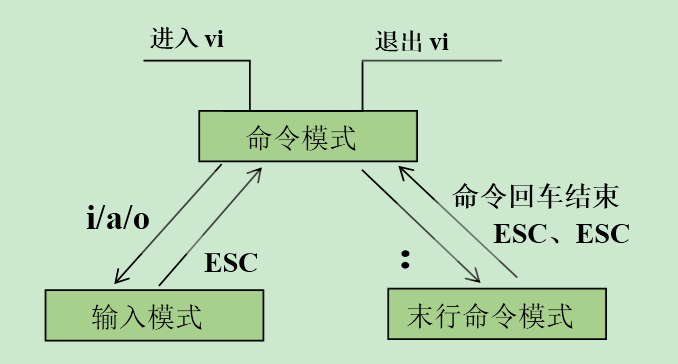 进入 vi
退出 vi
命令模式
i/a/o
ESC
:
命令回车结束
ESC、ESC
输入模式
末行命令模式